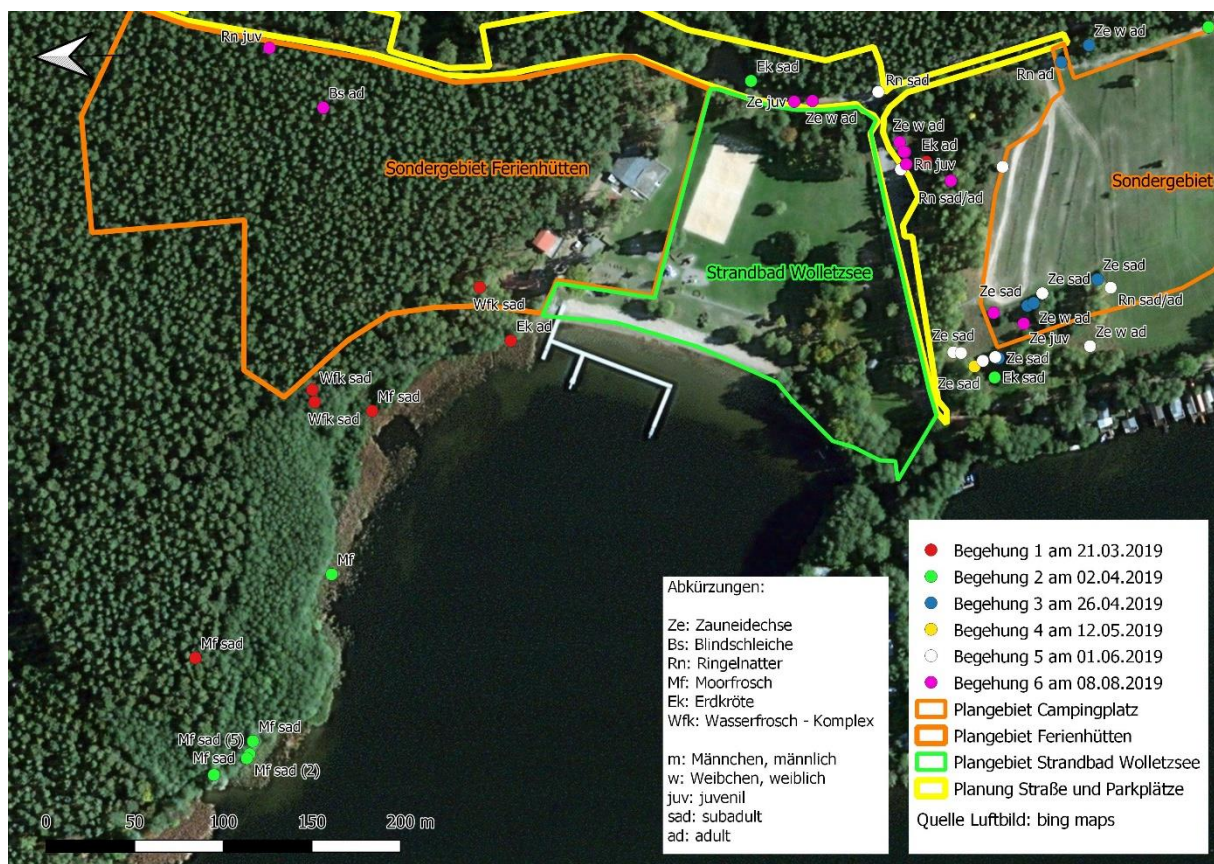 Rn juv
Ze w ad
Ek sad
Rn sad
Rn ad
Bs ad
Ze juv
Ze w ad
Ze w ad
Ek ad
Sondergebiet Ferienhütten
Rn juv
Sondergebiet
Rn sad/ad
Strandbad Wolletzsee
Ze sad
Ze sad
Ze sad
Wfk sad
Rn sad/ad
Ze w ad
Ek ad
Ze juv
Ze w ad
Ze sad
Ze sad
Wfk sad
Ze sad
Ek sad
Mf sad
Wfk sad
Mf
Mf sad
Mf sad
Mf sad (5)
Mf sad
Mf sad (2)
0 50 100 150 200 m
Abkürzungen:
Ze: Zauneidechse
Bs: Blindschleiche
Rn: Ringelnatter
Mf: Moorfrosch
Ek: Erdkröte
Wfk: Wasserfrosch - Komplex
m: Männchen, männlich
w: Weibchen, weiblich
juv: juvenil
sad: subadult
ad: adult
Begehung 1 am 21.03.2019
Begehung 2 am 02.04.2019
Begehung 3 am 26.04.2019
Begehung 4 am 12.05.2019
Begehung 5 am 01.06.2019
Begehung 6 am 08.08.2019
Plangebiet Campingplatz
Plangebiet Ferienhütten
Plangebiet Strandbad Wolletzsee
Planung Straße und Parkplätze
Quelle Luftbild: bing maps